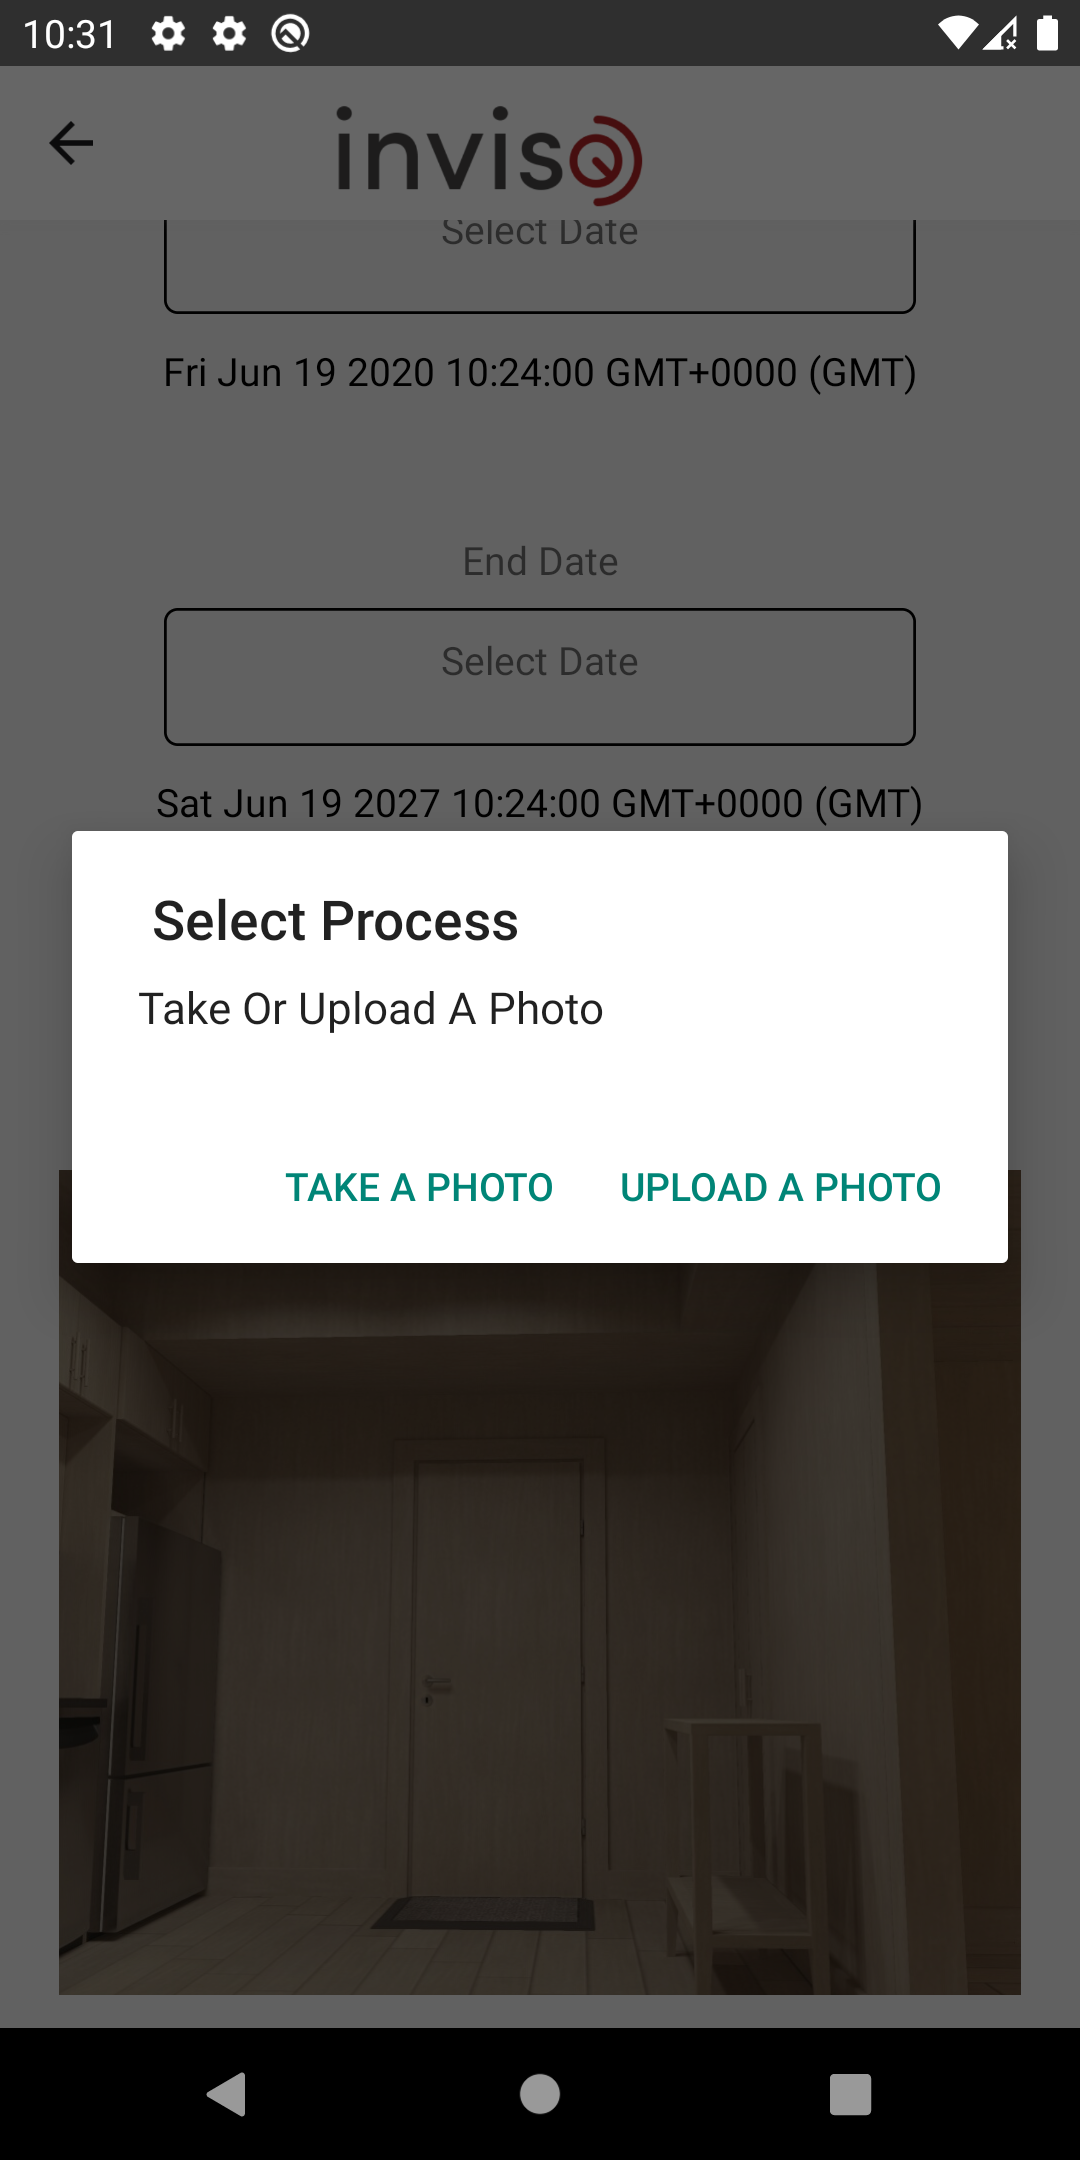 10:31
invisQ
Select Date
Fri Jun 19 2020 10:24:00 GMT+0000 (GMT)
End Date
Select Date
Sat Jun 19 2027 10:24:00 GMT+0000 (GMT)
Select Process
Take Or Upload A Photo
TAKE A PHOTO UPLOAD A PHOTO